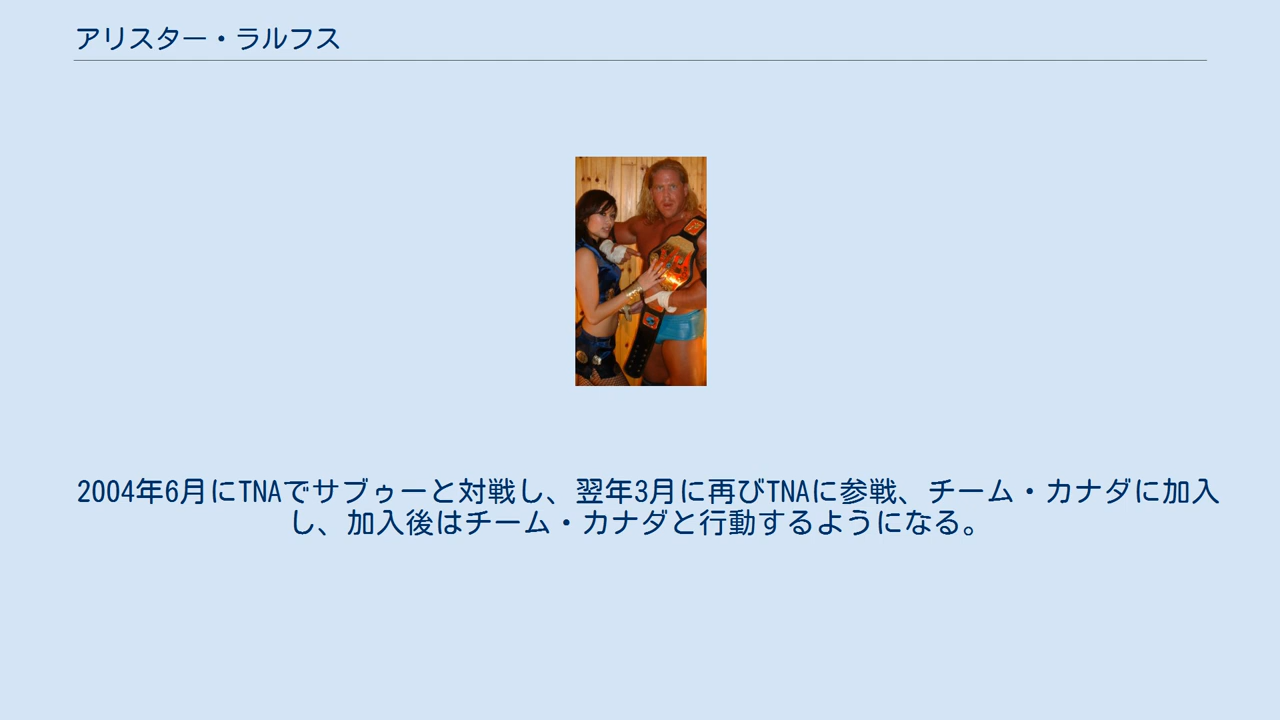 アリスター・ラルフス
2004年6月にTNAでサブゥーと対戦し、翌年3月に再びTNAに参戦、チーム・カナダに加入
し、加入後はチーム・カナダと行動するようになる。